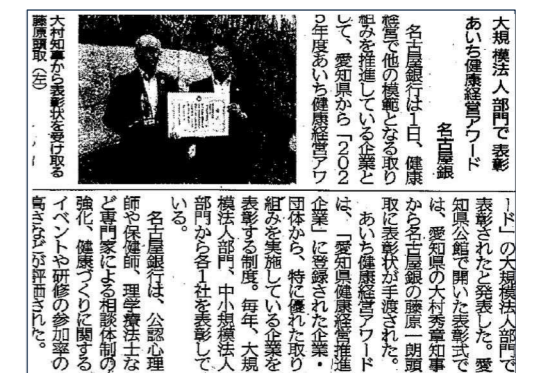 大規模法人部門で表彰
あいち健康経営アワード
名古屋銀
名古屋銀行は1日、健康
経営で他の模範となる取り
組みを推進している企業と
して、愛知県から「202
5年度あいち健康経営アワ
大村知事から表彰状を受け取る
藤原頭取(左)
ード」の大規模法人部門で
表彰されたと発表した。愛
知県公館で開いた表彰式で
は、愛知県の大村秀章知事
から名古屋銀の藤原一朗頭
取に表彰状が手渡された。
あいち健康経営アワード
は、「愛知県健康経営推進
企業」に登録された企業・
団体から、特に優れた取り
組みを実施している企業を
表彰する制度。毎年、大規
模法人部門、中小規模法人
部門から各1社を表彰して
いる。
名古屋銀行は、公認心理
師や保健師、理学療法士な
ど専門家による相談体制の
強化、健康づくりに関する
イベントや研修の参加率の
高さなどが評価された。